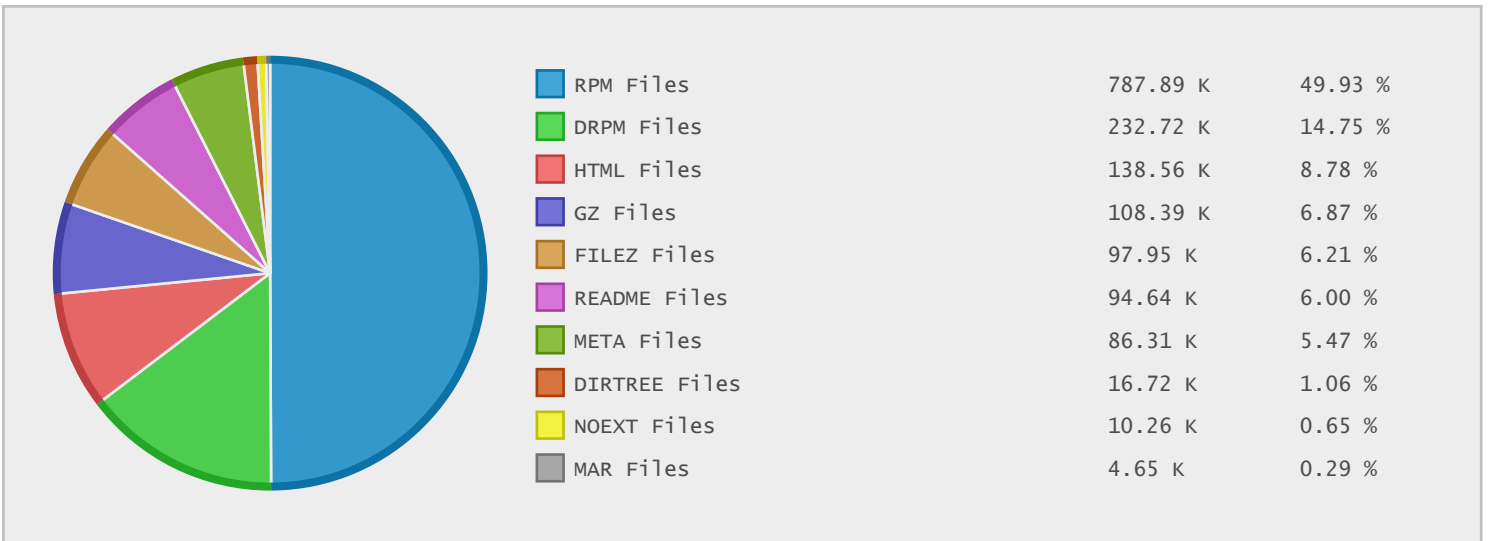 RPM Files 787.89 K 49.93 %
DRPM Files 232.72 K 14.75 %
HTML Files 138.56 K 8.78 %
GZ Files 108.39 K 6.87 %
FILEZ Files 97.95 K 6.21 %
README Files 94.64 K 6.00 %
META Files 86.31 K 5.47 %
DIRTREE Files 16.72 K 1.06 %
NOEXT Files 10.26 K 0.65 %
MAR Files 4.65 K 0.29 %